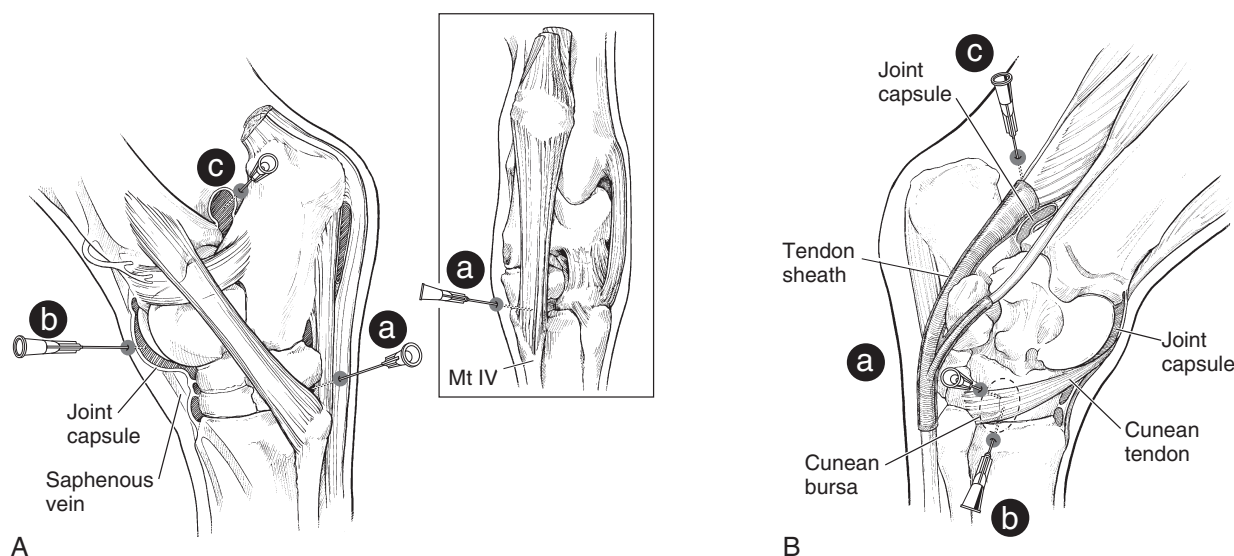 c
b
a
Joint
capsule
Saphenous
vein
A
a
Mt IV
c
Joint
capsule
Tendon
sheath
a
Joint
capsule
Cunean
tendon
Cunean
bursa
b
B